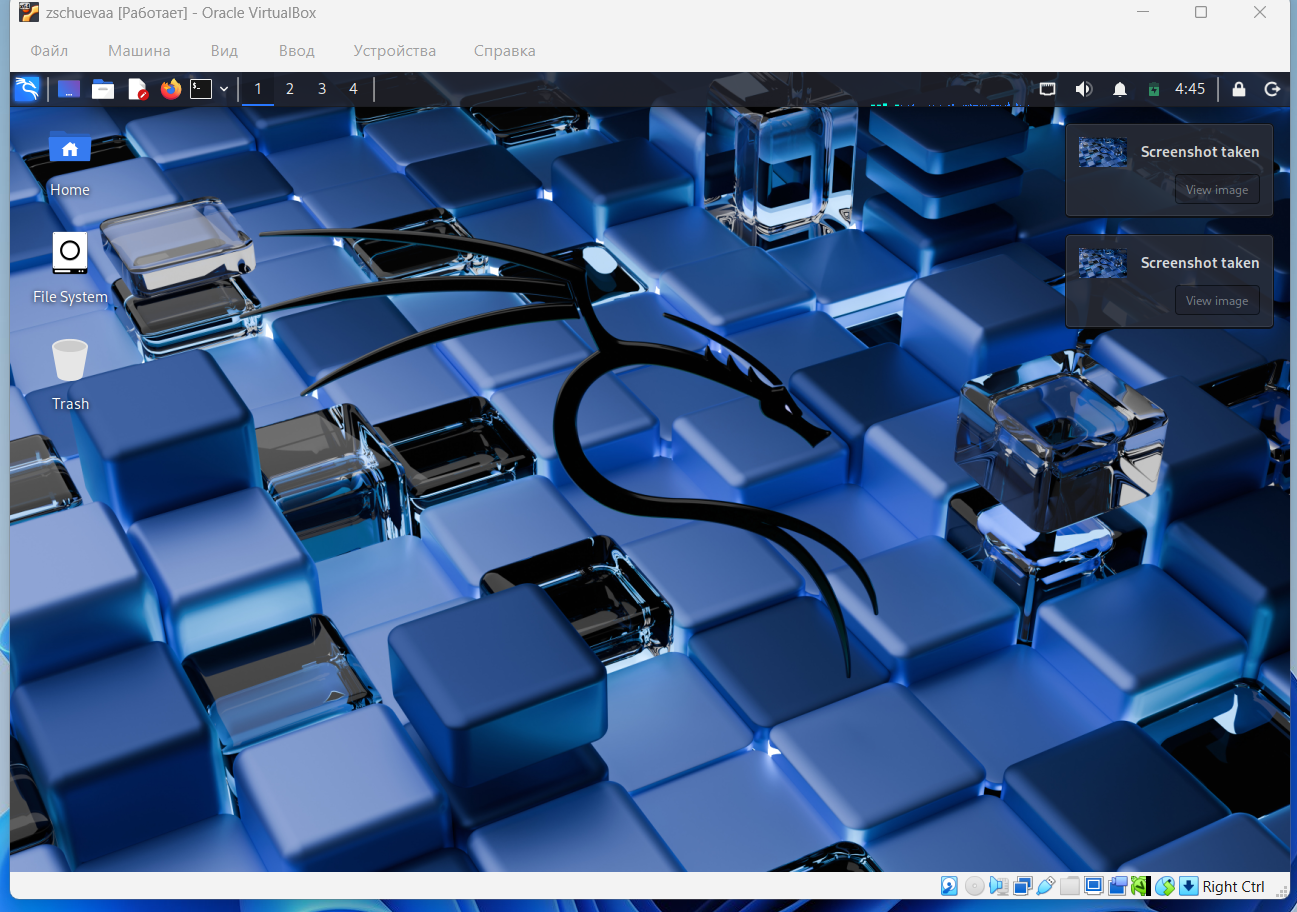 zschuevaa [Работает] - Oracle VirtualBox
Файл Машина Вид Ввод Устройства Справка
1 2 3 4 4:45
Home
File System
Trash
Screenshot taken
View image
Screenshot taken
View image
Right Ctrl